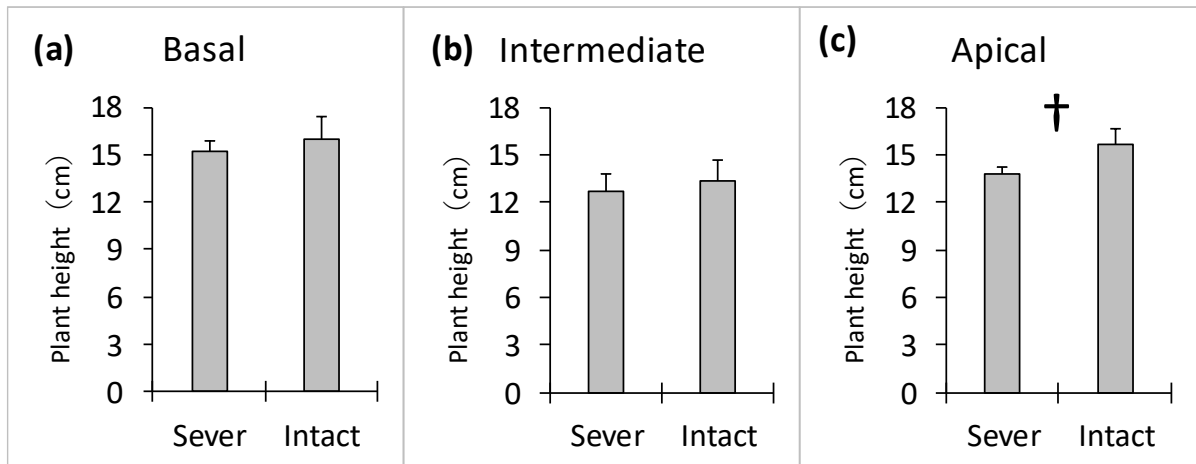 (a) Basal
18
15
12
9
6
3
0
Plant height（cm）
Sever Intact
(b) Intermediate
18
15
12
9
6
3
0
Plant height（cm）
Sever Intact
(c) Apical
†
18
15
12
9
6
3
0
Plant height（cm）
Sever Intact